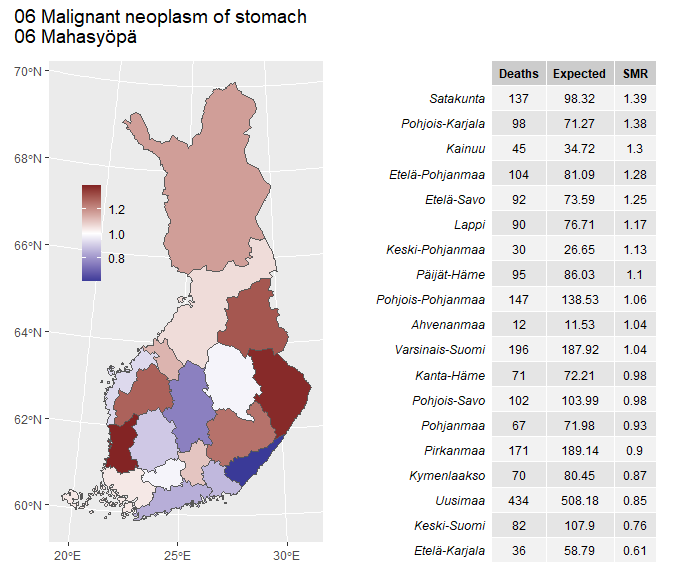 06 Malignant neoplasm of stomach
06 Mahasyöpä
70°N
68°N
66°N
64°N
62°N
60°N
20°E
25°E
30°E
1.2
1.0
0.8
Deaths Expected SMR
Satakunta 137 98.32 1.39
Pohjois-Karjala 98 71.27 1.38
Kainuu 45 34.72 1.3
Etelä-Pohjanmaa 104 81.09 1.28
Etelä-Savo 92 73.59 1.25
Lappi 90 76.71 1.17
Keski-Pohjanmaa 30 26.65 1.13
Päijät-Häme 95 86.03 1.1
Pohjois-Pohjanmaa 147 138.53 1.06
Ahvenanmaa 12 11.53 1.04
Varsinais-Suomi 196 187.92 1.04
Kanta-Häme 71 72.21 0.98
Pohjois-Savo 102 103.99 0.98
Pohjanmaa 67 71.98 0.93
Pirkanmaa 171 189.14 0.9
Kymenlaakso 70 80.45 0.87
Uusimaa 434 508.18 0.85
Keski-Suomi 82 107.9 0.76
Etelä-Karjala 36 58.79 0.61